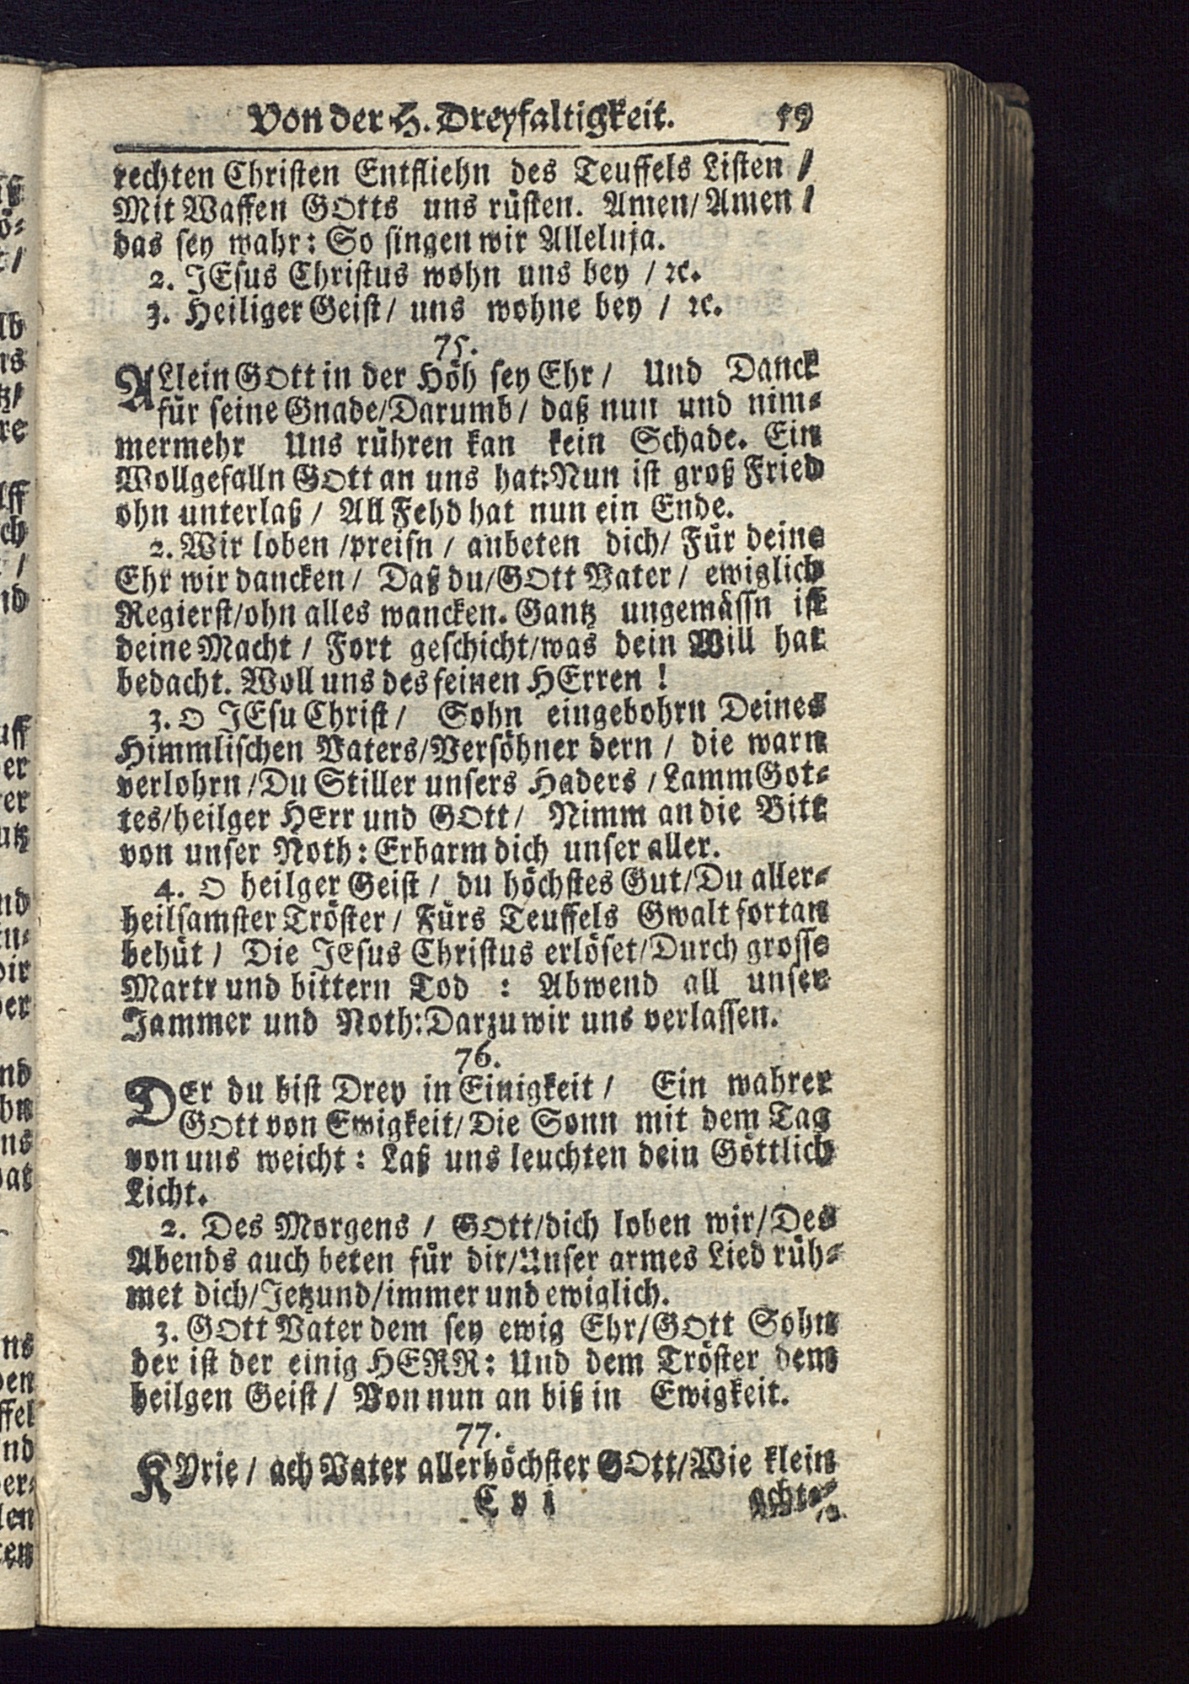 Von der H. Dreyfaltigkeit. 59
rechten Christen Entfliehn des Teuffels Listen /
Mit Waffen GOtts uns rüsten. Amen/ Amen /
das sey wahr: So singen wir Alleluja.
2. JEsus Christus wohn uns bey / ꝛc.
3. Heiliger Geist / uns wohne bey / ꝛc.
75.
ALlein GOtt in der Höh sey Ehr / Und Danck
für seine Gnade/Darumb / daß nun und nim-
mermehr Uns rühren kan kein Schade. Ein
Wollgefalln GOtt an uns hat:Nun ist groß Fried
ohn unterlaß / All Fehd hat nun ein Ende.
2. Wir loben /preisn / anbeten dich/ Für deine
Ehr wir dancken / Daß du/GOtt Vater / ewiglich
Regierst/ohn alles wancken. Gantz ungemässn ist
deine Macht / Fort geschicht/was dein Will hat
bedacht. Woll uns des feinen HErren !
3. O JEsu Christ / Sohn eingebohrn Deines
Himmlischen Vaters/Versöhner dern / die warn
verlohrn /Du Stiller unsers Haders / Lamm Got-
tes/heilger HErr und GOtt / Nimm an die Bitt
von unser Noth: Erbarm dich unser aller.
4. O heilger Geist / du höchstes Gut/Du aller-
heilsamster Tröster / Fürs Teuffels Gwalt fortan
behüt / Die JEsus Christus erlöset/Durch grosse
Martr und bittern Tod : Abwend all unser
Jammer und Noth:Darzu wir uns verlassen.
76.
DEr du bist Drey in Einigkeit / Ein wahrer
GOtt von Ewigkeit/Die Sonn mit dem Tag
von uns weicht: Laß uns leuchten dein Göttlich
Licht.
2. Des Morgens / GOtt/dich loben wir/Des
Abends auch beten für dir/Unser armes Lied rüh-
met dich/Jetzund/immer und ewiglich.
3. GOtt Vater dem sey ewig Ehr/GOtt Sohn
der ist der einig HERR: Und dem Tröster dem
heilgen Geist / Von nun an biß in Ewigkeit.
77.
KYrie / ach Vater allerhöchster GOtt/Wie klein
C v j